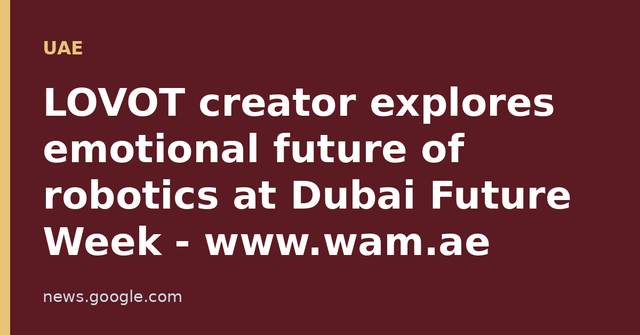 UAE
LOVOT creator explores
emotional future of
robotics at Dubai Future
Week - www.wam.ae
news.google.com